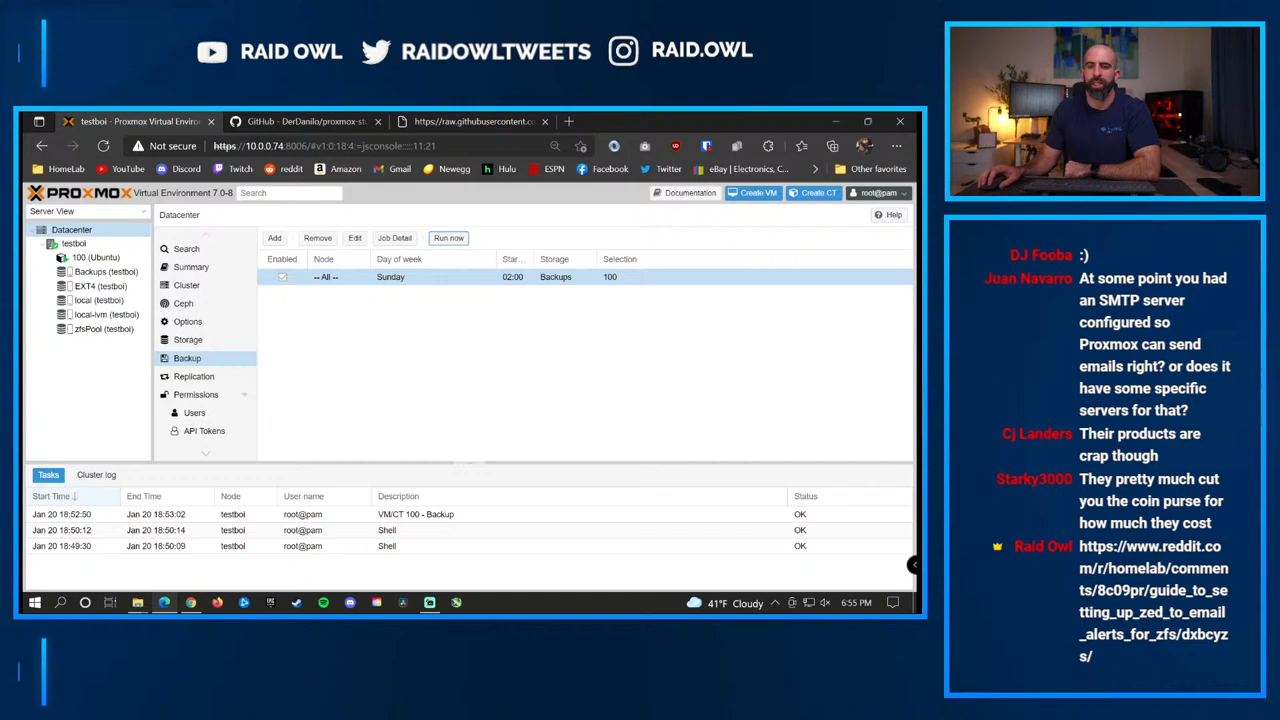 RAID OWL
RAIDOWLTWEETS
RAID.OWL
testboi - Proxmox Virtual Enviror
GitHub - DerDanilo/proxmox-stu
https://raw.githubusercontent.co
Not secure
https://10.0.0.74:8006/#v1:0:18:4:=jsconsole::::11:21
HomeLab
YouTube
Discord
Twitch
reddit
Amazon
Gmail
Newegg
Hulu
ESPN
Facebook
Twitter
eBay | Electronics, C...
Other favorites
PROXMOX
Virtual Environment 7.0-8
Search
Documentation
Create VM
Create CT
root@pam
Server View
Datacenter
testboi
100 (Ubuntu)
Backups (testboi)
EXT4 (testboi)
local (testboi)
local-lvm (testboi)
zfsPool (testboi)
Datacenter
Help
Search
Summary
Cluster
Ceph
Options
Storage
Backup
Replication
Permissions
Users
API Tokens
Add
Remove
Edit
Job Detail
Run now
Enabled
Node
Day of week
Star...
Storage
Selection
-- All --
Sunday
02:00
Backups
100
Tasks
Cluster log
Start Time
End Time
Node
User name
Description
Status
Jan 20 18:52:50
Jan 20 18:53:02
testboi
root@pam
VM/CT 100 - Backup
OK
Jan 20 18:50:12
Jan 20 18:50:14
testboi
root@pam
Shell
OK
Jan 20 18:49:30
Jan 20 18:50:09
testboi
root@pam
Shell
OK
41°F Cloudy
6:55 PM
DJ Fooba :)
Juan Navarro At some point you had
an SMTP server
configured so
Proxmox can send
emails right? or does it
have some specific
servers for that?
Cj Landers Their products are
crap though
Starky3000 They pretty much cut
you the coin purse for
how much they cost
Raid Owl https://www.reddit.co
m/r/homelab/commen
ts/8c09pr/guide_to_se
tting_up_zed_to_email
_alerts_for_zfs/dxbcyz
s/